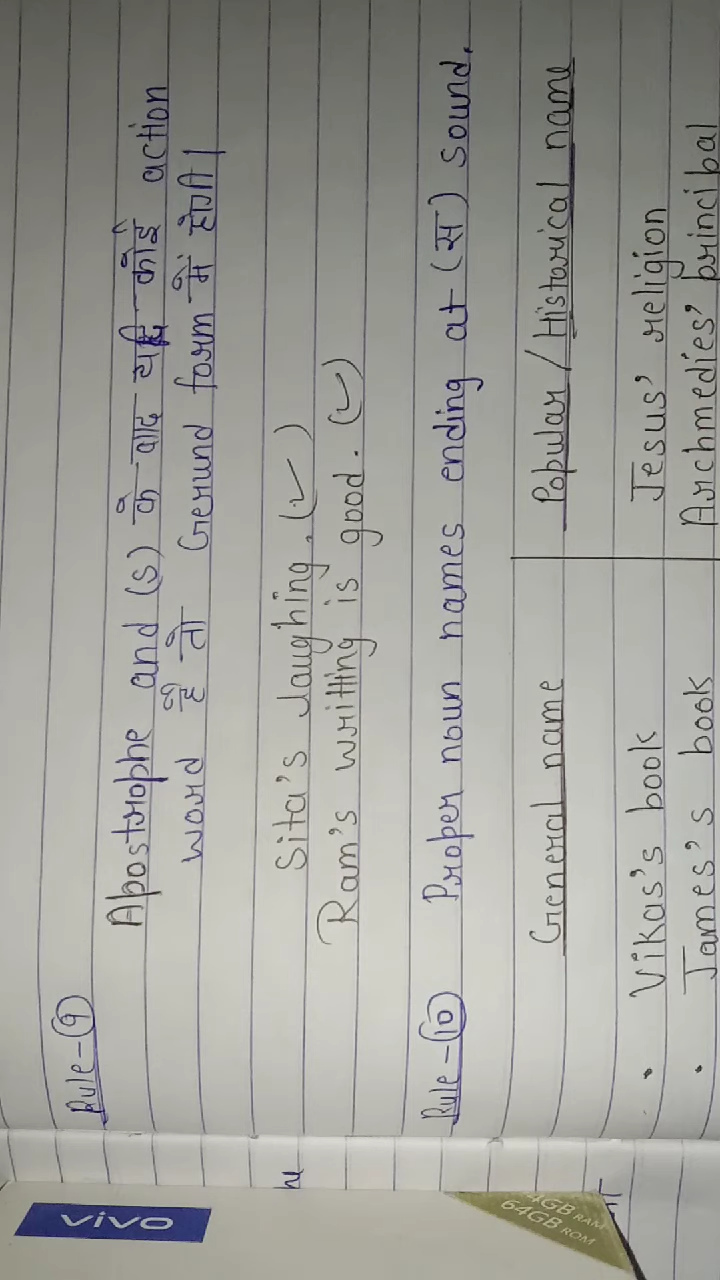 Rule-(9)
Apostrophe and (s) के बाद यदि कोई action
word है तो Gerund form में होगी।
Sita's laughing. (✓)
Ram's writting is good. (✓)
Rule-(10) Proper noun names ending at (स) sound.
General name Popular / Historical name
• Vikas's book Jesus' religion
• James's book Archmedies' principal
vivo
4GB RAM
64GB ROM